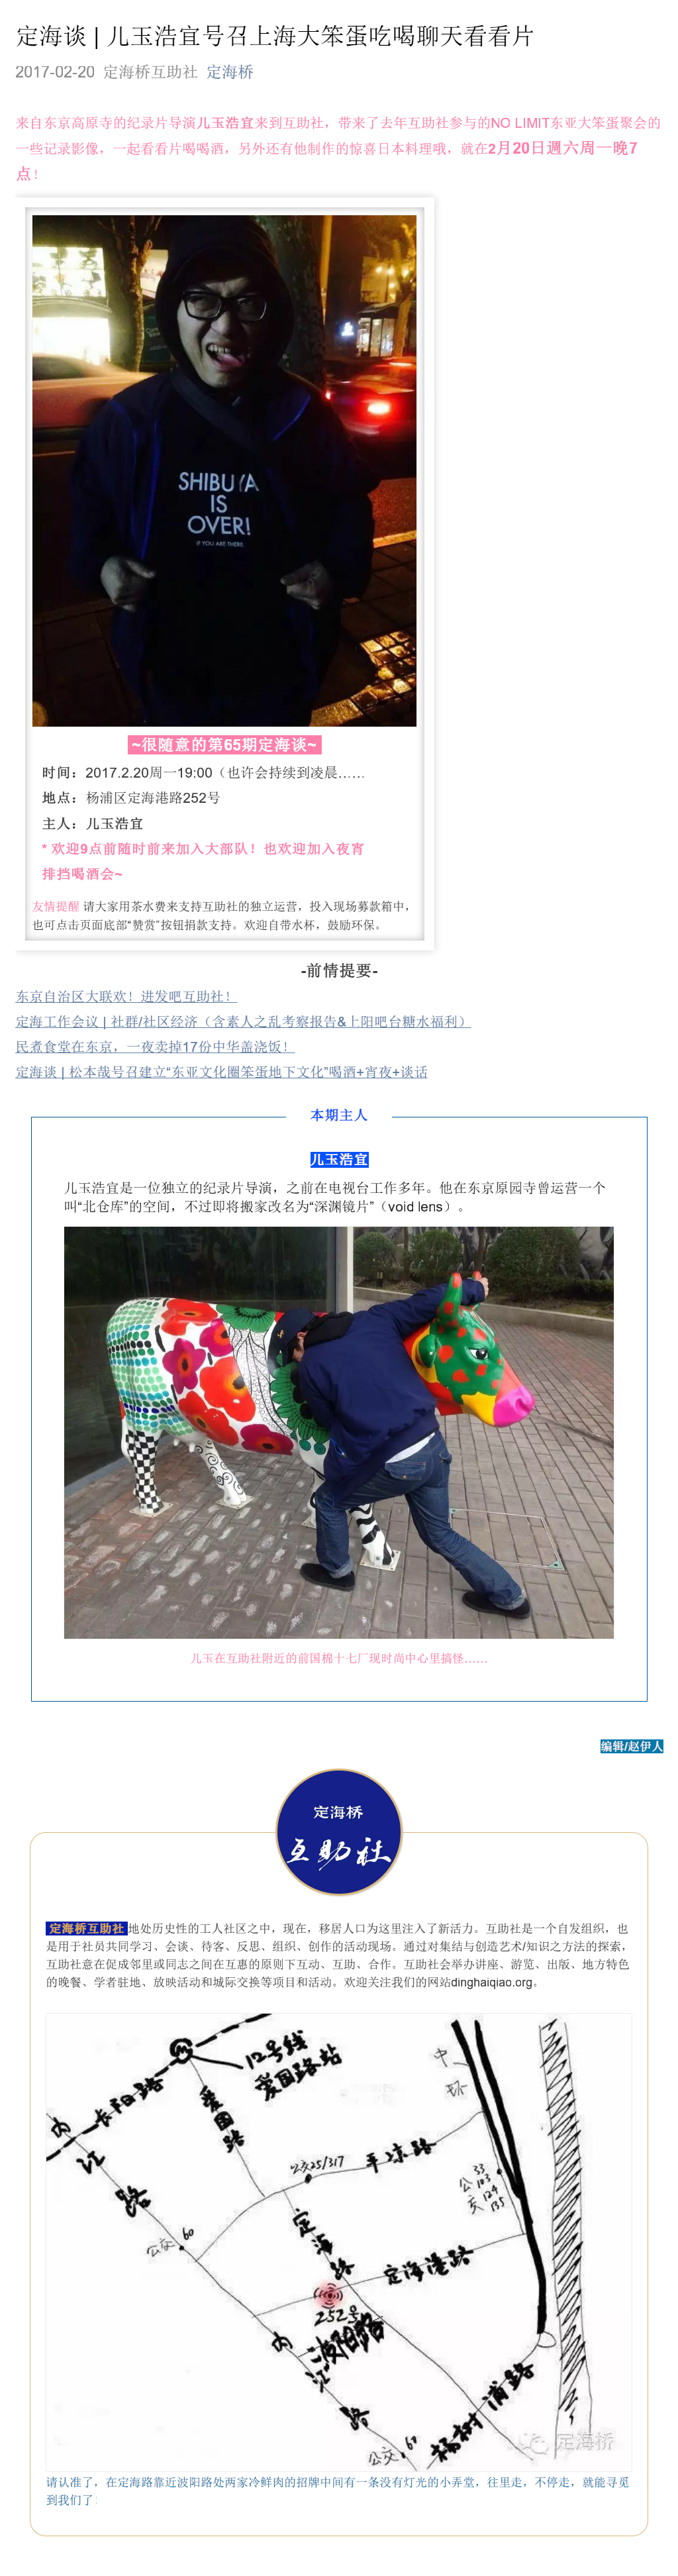 定海谈 | 儿玉浩宜号召上海大笨蛋吃喝聊天看看片
2017-02-20 定海桥互助社 定海桥
来自东京高原寺的纪录片导演儿玉浩宜来到互助社，带来了去年互助社参与的NO LIMIT东亚大笨蛋聚会的
一些记录影像，一起看看片喝喝酒，另外还有他制作的惊喜日本料理哦，就在2月20日週六周一晚7
点！
SHIBUYA
IS
OVER!
IF YOU ARE THERE.
~很随意的第65期定海谈~
时间：2017.2.20周一19:00（也许会持续到凌晨……
地点：杨浦区定海港路252号
主人：儿玉浩宜
* 欢迎9点前随时前来加入大部队！也欢迎加入夜宵
排挡喝酒会~
友情提醒 请大家用茶水费来支持互助社的独立运营，投入现场募款箱中，
也可点击页面底部“赞赏”按钮捐款支持。欢迎自带水杯，鼓励环保。
-前情提要-
东京自治区大联欢！进发吧互助社！
定海工作会议 | 社群/社区经济（含素人之乱考察报告&上阳吧台糖水福利）
民煮食堂在东京，一夜卖掉17份中华盖浇饭！
定海谈 | 松本哉号召建立“东亚文化圈笨蛋地下文化”喝酒+宵夜+谈话
本期主人
儿玉浩宜
儿玉浩宜是一位独立的纪录片导演，之前在电视台工作多年。他在东京原园寺曾运营一个
叫“北仓库”的空间，不过即将搬家改名为“深渊镜片”（void lens）。
儿玉在互助社附近的前国棉十七厂现时尚中心里搞怪……
编辑/赵伊人
定海桥
互助社
定海桥互助社 地处历史性的工人社区之中，现在，移居人口为这里注入了新活力。互助社是一个自发组织，也
是用于社员共同学习、会谈、待客、反思、组织、创作的活动现场。通过对集结与创造艺术/知识之方法的探索，
互助社意在促成邻里或同志之间在互惠的原则下互动、互助、合作。互助社会举办讲座、游览、出版、地方特色
的晚餐、学者驻地、放映活动和城际交换等项目和活动。欢迎关注我们的网站dinghaiqiao.org。
12号线
爱国路站
长阳路
爱国路
中环
内江路
公交25/317
平凉路
公交
33
103
124
135
公交60
定海路
定海港路
252号
波阳路
内江路
杨树浦路
公交61
定海桥
请认准了，在定海路靠近波阳路处两家冷鲜肉的招牌中间有一条没有灯光的小弄堂，往里走，不停走，就能寻觅
到我们了！